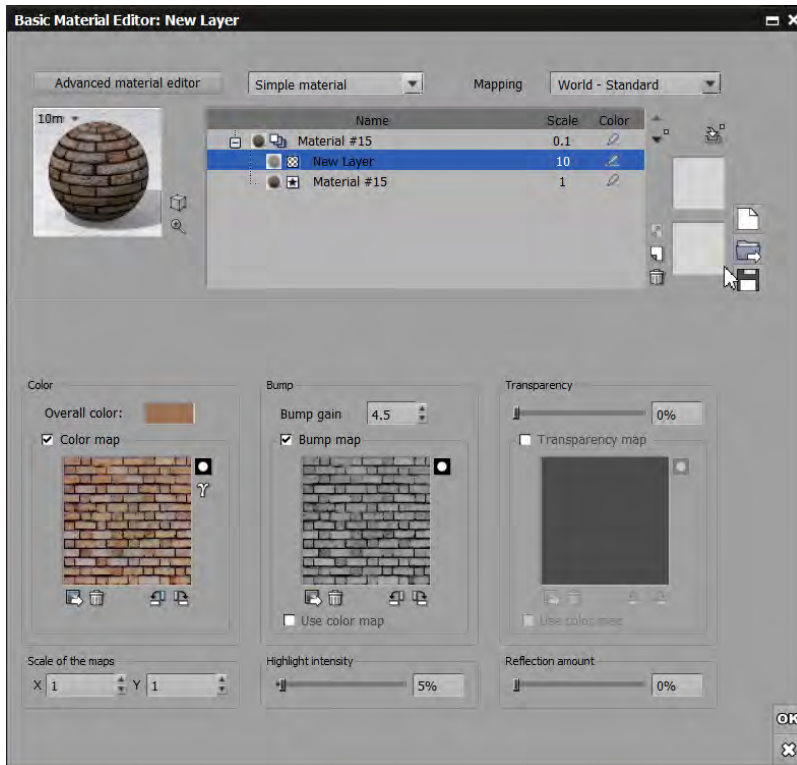 Basic Material Editor: New Layer
Advanced material editor
Simple material
Mapping
World - Standard
10m
Name Scale Color
Material #15 0.1
New Layer 10
Material #15 1
Color
Bump
Transparency
Overall color:
Bump gain 4.5
0%
Color map
Bump map
Transparency map
Use color map
Use color map
Scale of the maps
Highlight intensity
Reflection amount
X 1 Y 1
5%
0%
OK